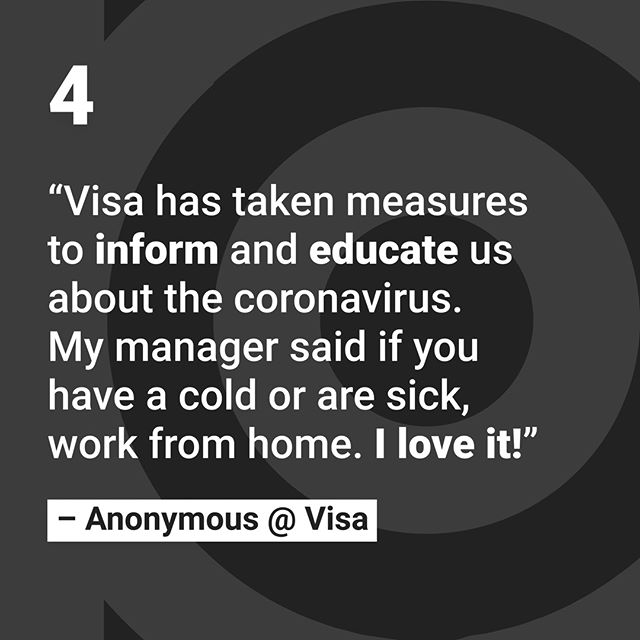 4
“Visa has taken measures
to inform and educate us
about the coronavirus.
My manager said if you
have a cold or are sick,
work from home. I love it!”
– Anonymous @ Visa